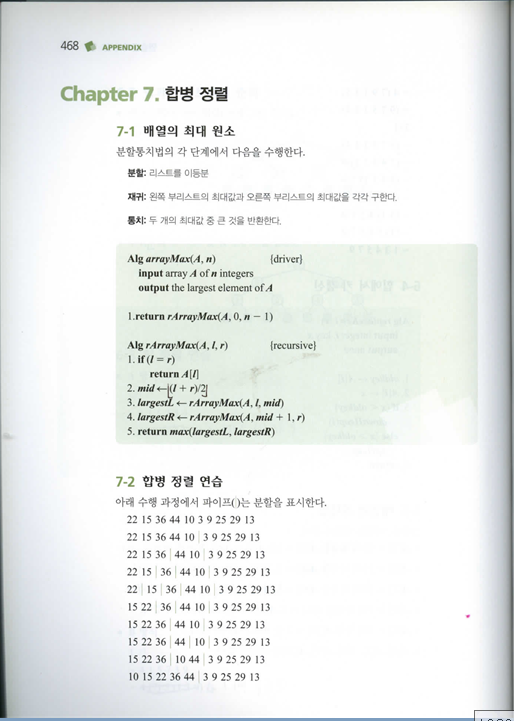 468 APPENDIX
Chapter 7. 합병 정렬
7-1 배열의 최대 원소
분할통치법의 각 단계에서 다음을 수행한다.
분할: 리스트를 이등분
재귀: 왼쪽 부리스트의 최대값과 오른쪽 부리스트의 최대값을 각각 구한다.
통치: 두 개의 최대값 중 큰 것을 반환한다.
Alg arrayMax(A, n) {driver}
input array A of n integers
output the largest element of A
1.return rArrayMax(A, 0, n − 1)
Alg rArrayMax(A, l, r) {recursive}
1. if (l = r)
return A[l]
2. mid ← ⌊(l + r)/2⌋
3. largestL ← rArrayMax(A, l, mid)
4. largestR ← rArrayMax(A, mid + 1, r)
5. return max(largestL, largestR)
7-2 합병 정렬 연습
아래 수행 과정에서 파이프(|)는 분할을 표시한다.
22 15 36 44 10 3 9 25 29 13
22 15 36 44 10 | 3 9 25 29 13
22 15 36 | 44 10 | 3 9 25 29 13
22 15 | 36 | 44 10 | 3 9 25 29 13
22 | 15 | 36 | 44 10 | 3 9 25 29 13
15 22 | 36 | 44 10 | 3 9 25 29 13
15 22 36 | 44 10 | 3 9 25 29 13
15 22 36 | 44 | 10 | 3 9 25 29 13
15 22 36 | 10 44 | 3 9 25 29 13
10 15 22 36 44 | 3 9 25 29 13